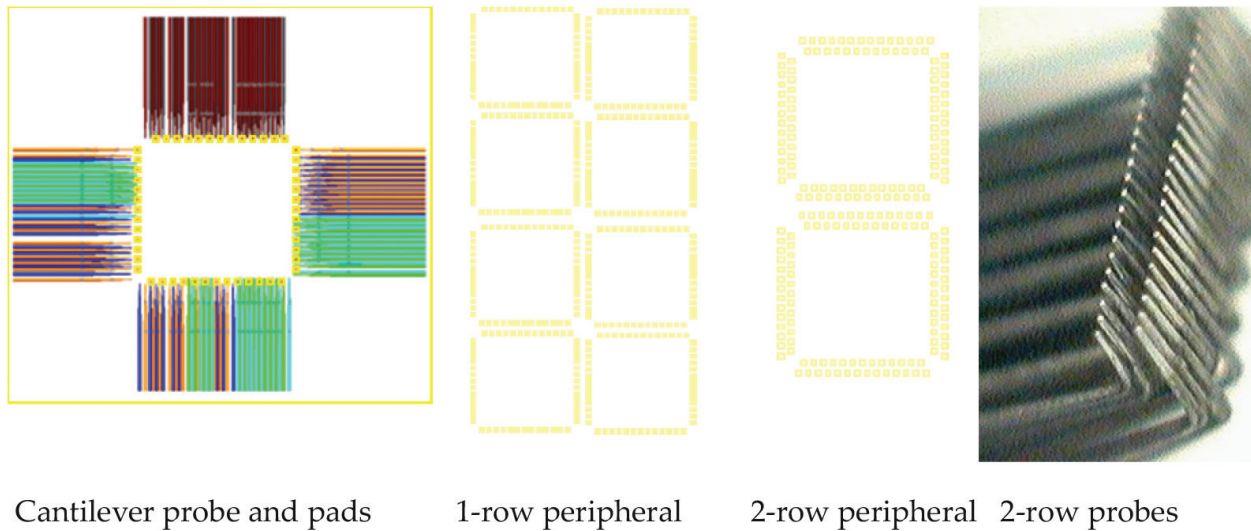 Cantilever probe and pads
1-row peripheral
2-row peripheral
2-row probes